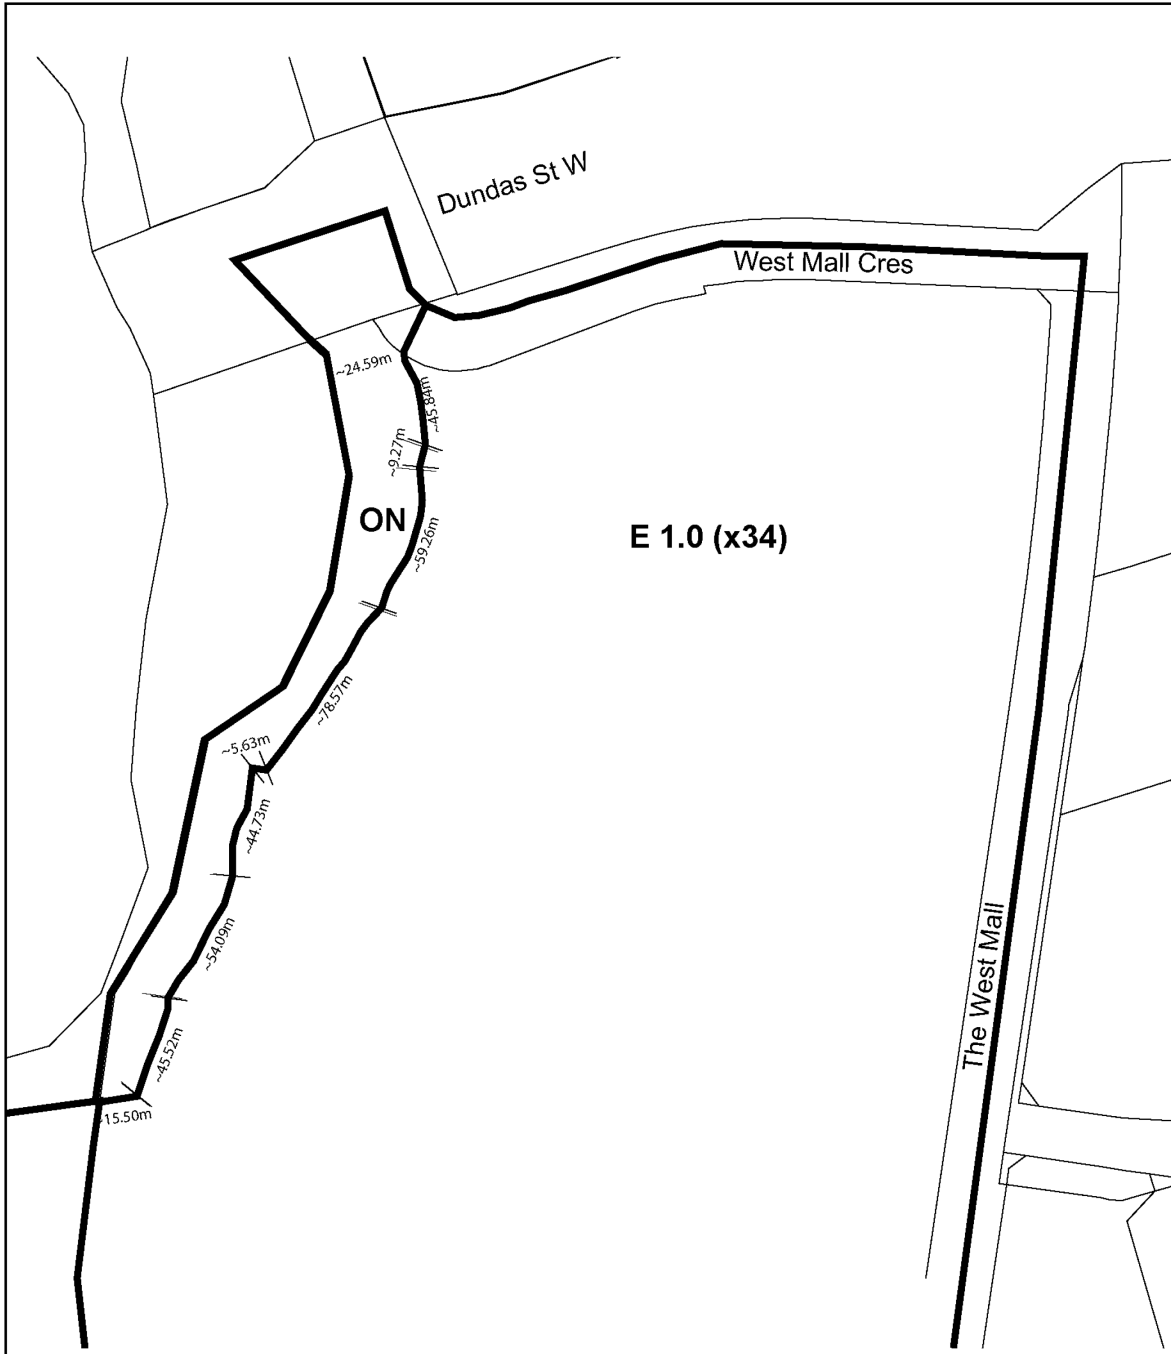 Dundas St W
West Mall Cres
~24.59m
~45.84m
~9.27m
ON
E 1.0 (x34)
~59.26m
~78.57m
~5.63m
~44.73m
~54.09m
The West Mall
~45.52m
~15.50m